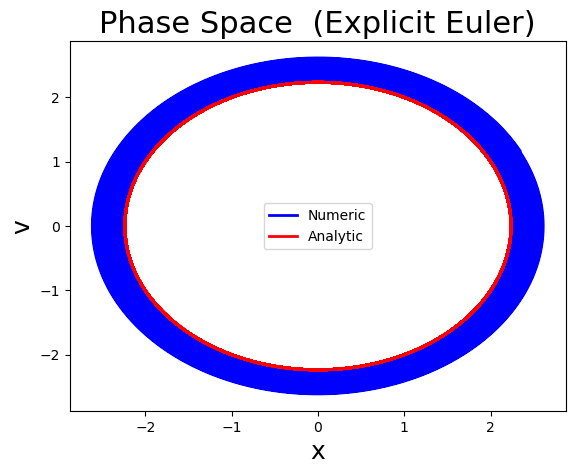 Phase Space  (Explicit Euler)
2
1
0
−1
−2
v
Numeric
Analytic
−2
−1
0
1
2
x